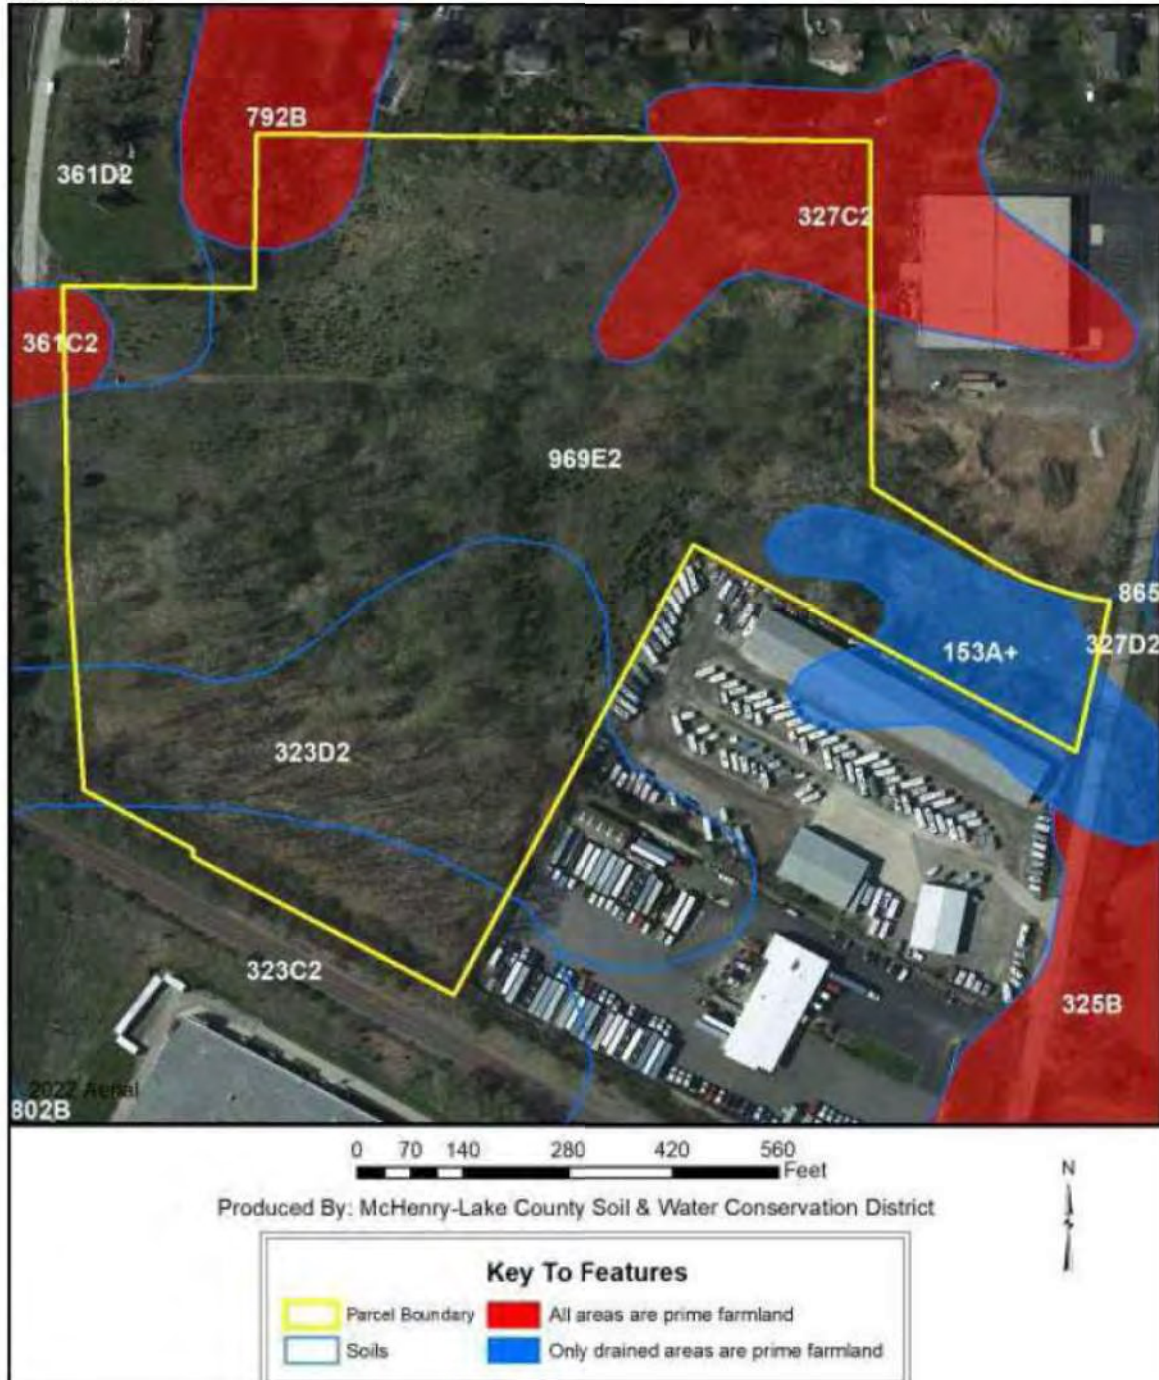 792B
361D2
327C2
361C2
969E2
865
153A+
327D2
323D2
323C2
325B
2022 Aerial
802B
0 70 140 280 420 560
Feet
N
Produced By: McHenry-Lake County Soil & Water Conservation District
Key To Features
Parcel Boundary
All areas are prime farmland
Soils
Only drained areas are prime farmland